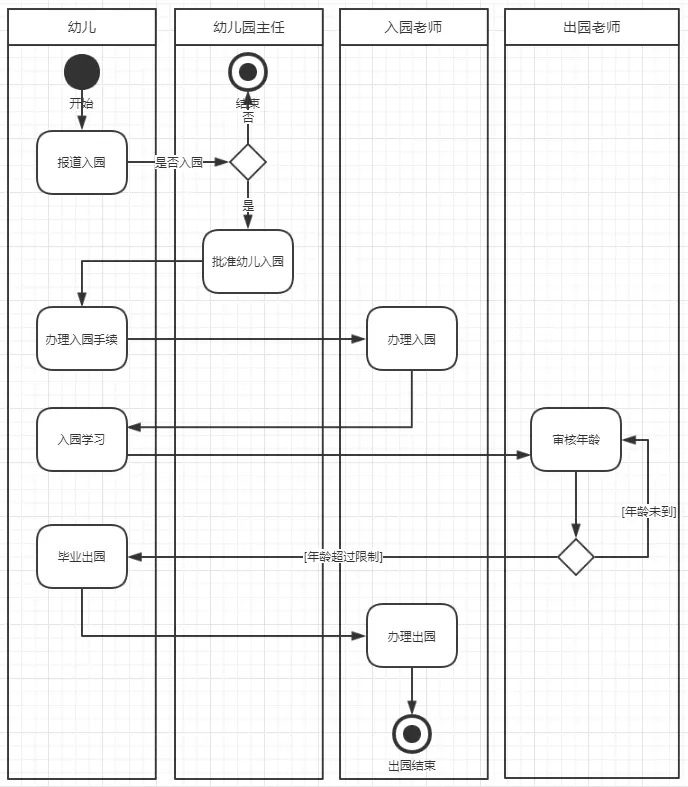 幼儿
幼儿园主任
入园老师
出园老师
开始
结束
否
报道入园
是否入园
是
批准幼儿入园
办理入园手续
办理入园
入园学习
审核年龄
[年龄未到]
毕业出园
[年龄超过限制]
办理出园
出园结束